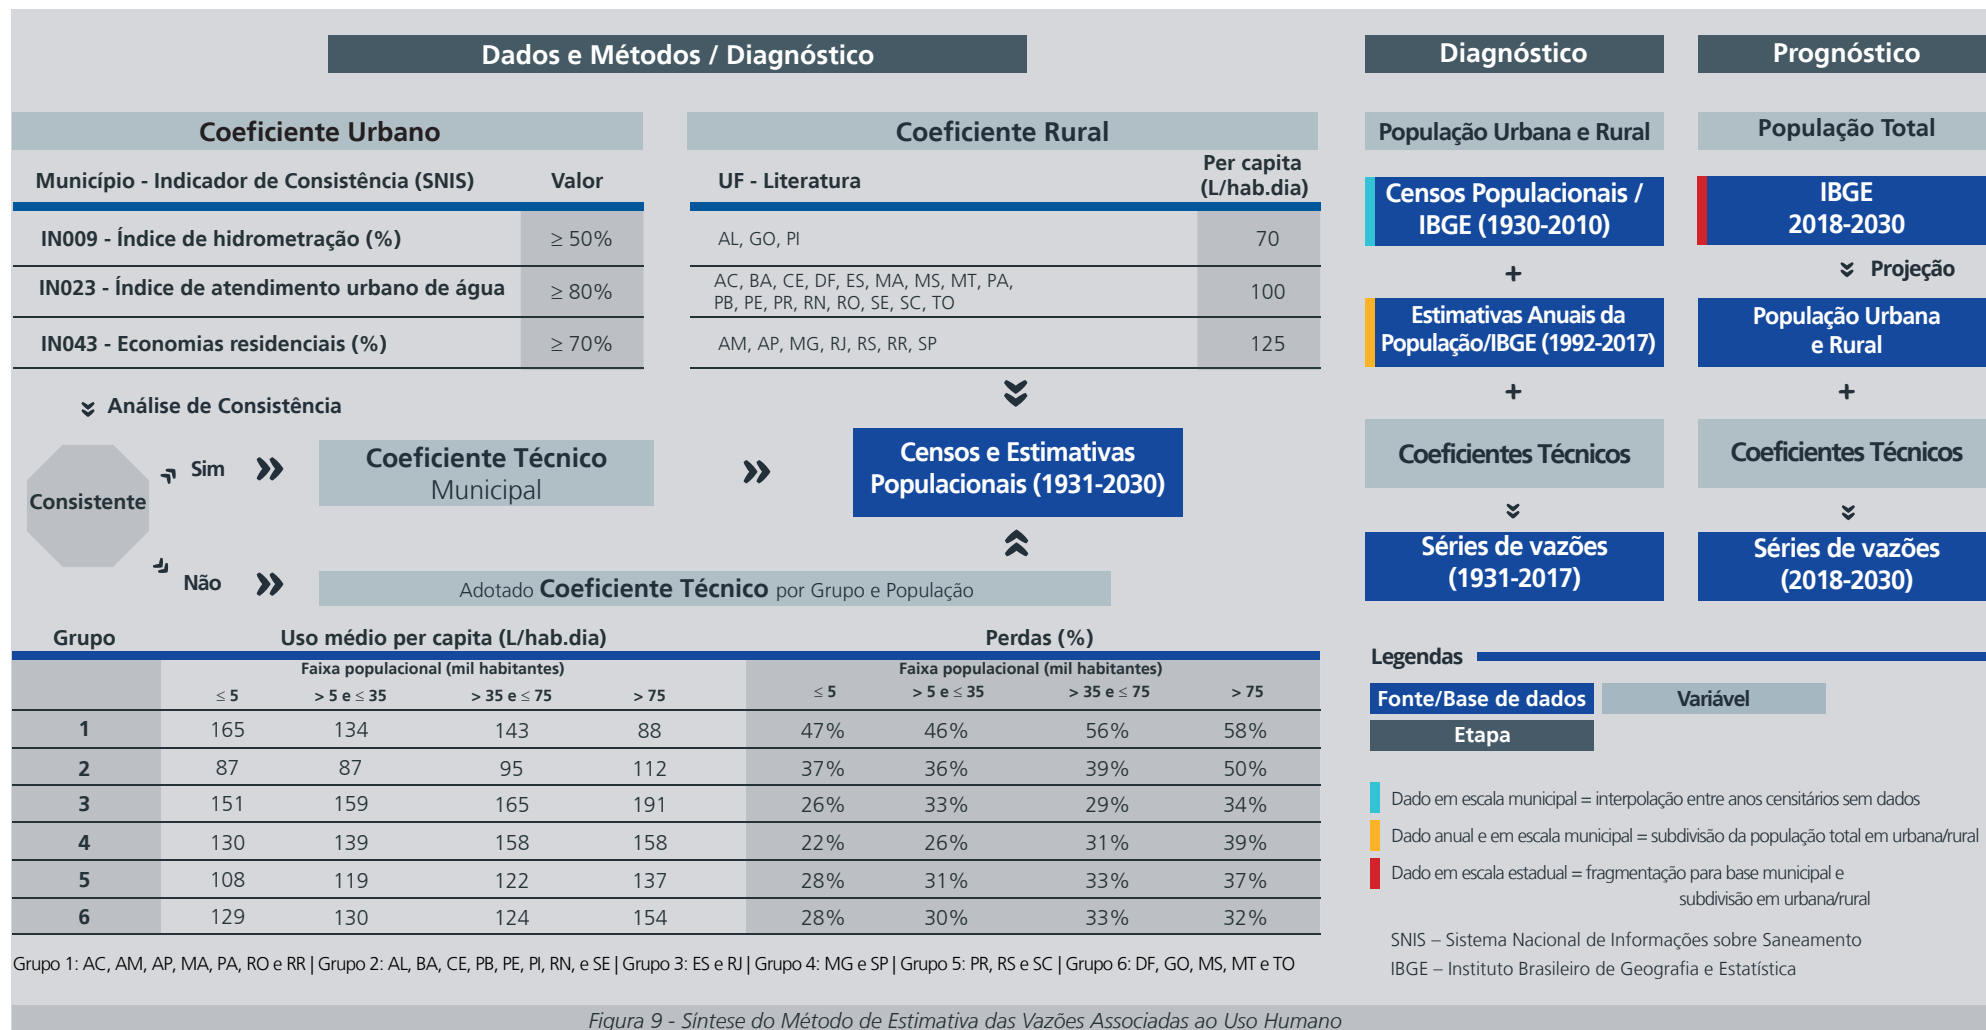 Dados e Métodos / Diagnóstico
Coeficiente Urbano
Município - Indicador de Consistência (SNIS) Valor
IN009 - Índice de hidrometração (%) ≥ 50%
IN023 - Índice de atendimento urbano de água ≥ 80%
IN043 - Economias residenciais (%) ≥ 70%
Coeficiente Rural
UF - Literatura Per capita
(L/hab.dia)
AL, GO, PI 70
AC, BA, CE, DF, ES, MA, MS, MT, PA,
PB, PE, PR, RN, RO, SE, SC, TO 100
AM, AP, MG, RJ, RS, RR, SP 125
Análise de Consistência
Consistente
Sim
Coeficiente Técnico
Municipal
Censos e Estimativas
Populacionais (1931-2030)
Não
Adotado Coeficiente Técnico por Grupo e População
Grupo Uso médio per capita (L/hab.dia) Perdas (%)
Faixa populacional (mil habitantes) Faixa populacional (mil habitantes)
≤ 5 > 5 e ≤ 35 > 35 e ≤ 75 > 75 ≤ 5 > 5 e ≤ 35 > 35 e ≤ 75 > 75
1 165 134 143 88 47% 46% 56% 58%
2 87 87 95 112 37% 36% 39% 50%
3 151 159 165 191 26% 33% 29% 34%
4 130 139 158 158 22% 26% 31% 39%
5 108 119 122 137 28% 31% 33% 37%
6 129 130 124 154 28% 30% 33% 32%
Grupo 1: AC, AM, AP, MA, PA, RO e RR | Grupo 2: AL, BA, CE, PB, PE, PI, RN, e SE | Grupo 3: ES e RJ | Grupo 4: MG e SP | Grupo 5: PR, RS e SC | Grupo 6: DF, GO, MS, MT e TO
Diagnóstico
População Urbana e Rural
Censos Populacionais /
IBGE (1930-2010)
+
Estimativas Anuais da
População/IBGE (1992-2017)
+
Coeficientes Técnicos
Séries de vazões
(1931-2017)
Prognóstico
População Total
IBGE
2018-2030
Projeção
População Urbana
e Rural
+
Coeficientes Técnicos
Séries de vazões
(2018-2030)
Legendas
Fonte/Base de dados Variável
Etapa
Dado em escala municipal = interpolação entre anos censitários sem dados
Dado anual e em escala municipal = subdivisão da população total em urbana/rural
Dado em escala estadual = fragmentação para base municipal e
subdivisão em urbana/rural
SNIS – Sistema Nacional de Informações sobre Saneamento
IBGE – Instituto Brasileiro de Geografia e Estatística
Figura 9 - Síntese do Método de Estimativa das Vazões Associadas ao Uso Humano